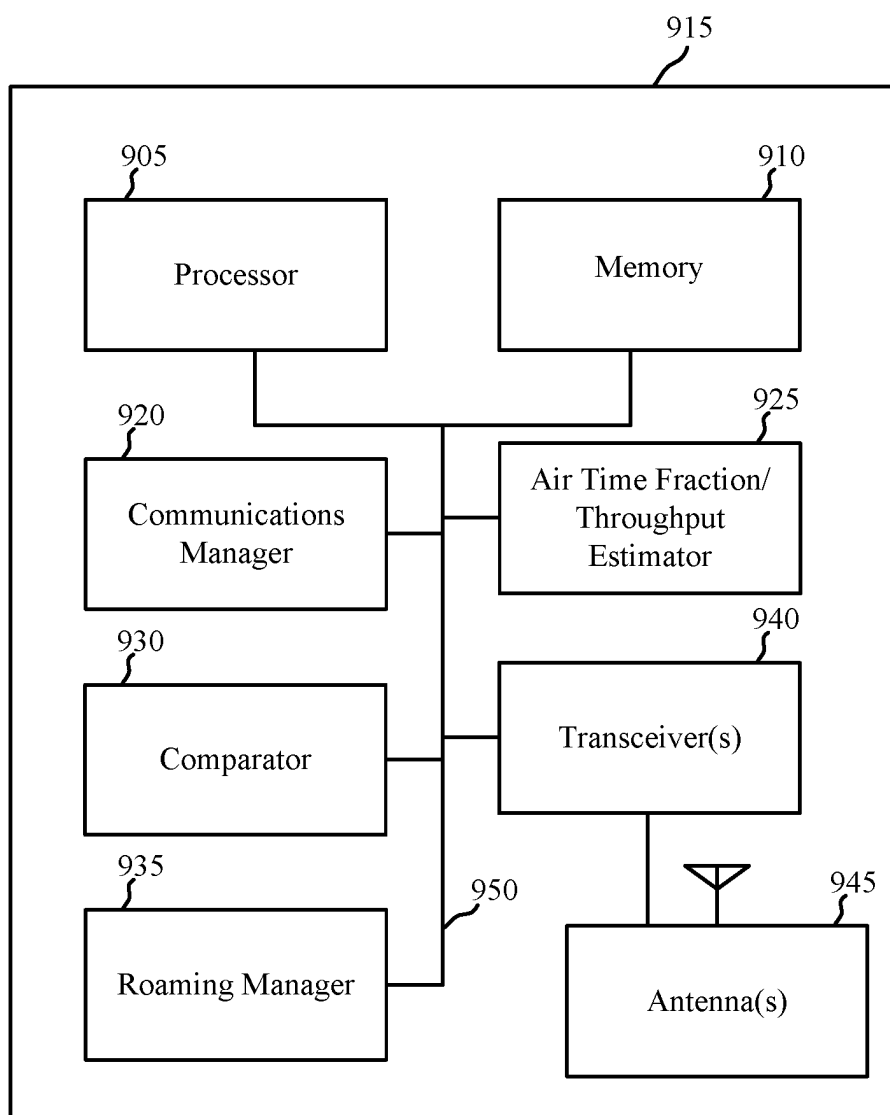 915
905
Processor
910
Memory
920
Communications
Manager
925
Air Time Fraction/
Throughput
Estimator
930
Comparator
940
Transceiver(s)
935
Roaming Manager
950
945
Antenna(s)